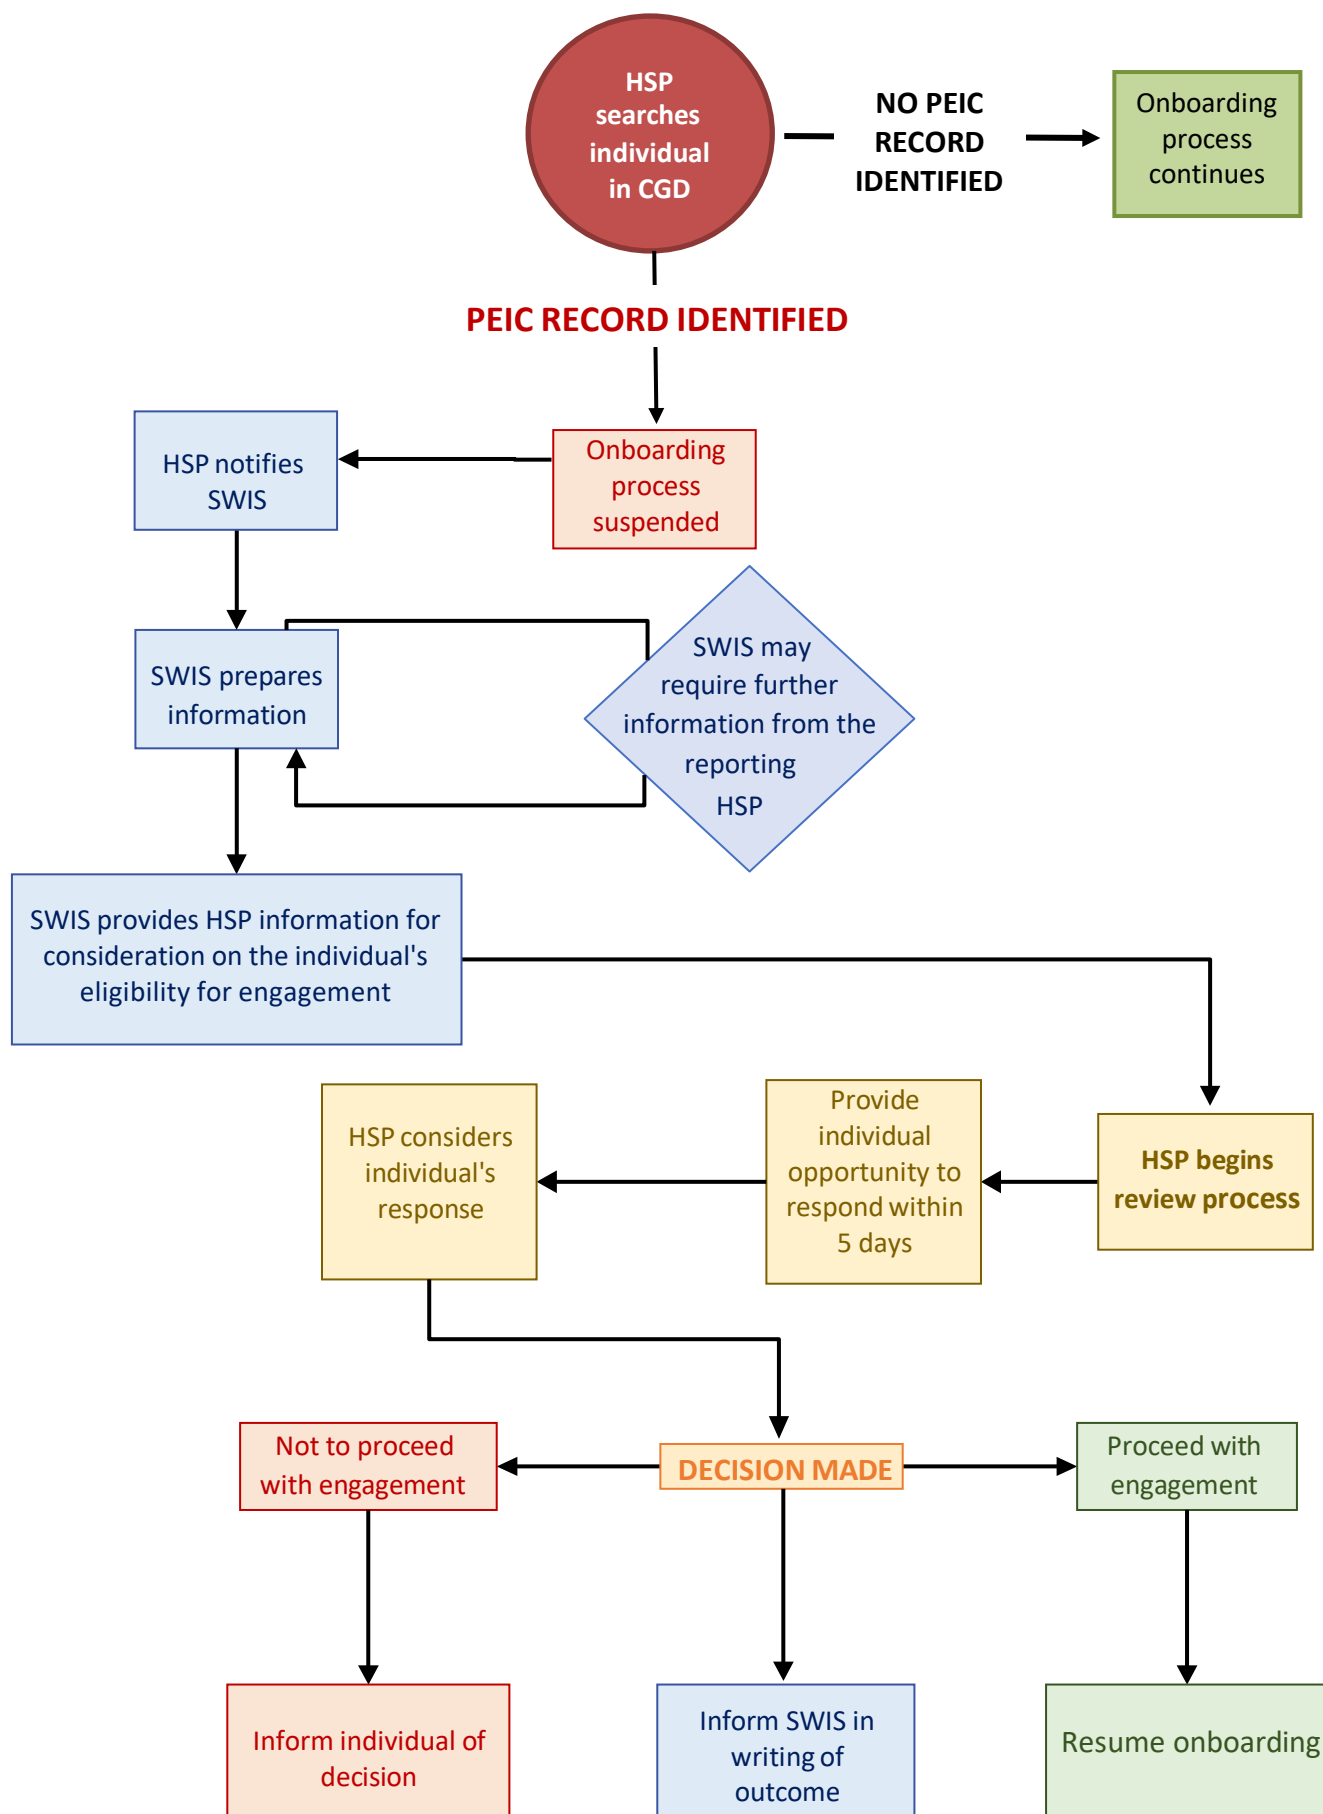 HSP
searches
individual
in CGD
NO PEIC
RECORD
IDENTIFIED
Onboarding
process
continues
PEIC RECORD IDENTIFIED
Onboarding
process
suspended
HSP notifies
SWIS
SWIS prepares
information
SWIS may
require further
information from the
reporting
HSP
SWIS provides HSP information for
consideration on the individual's
eligibility for engagement
HSP begins
review process
Provide
individual
opportunity to
respond within
5 days
HSP considers
individual's
response
DECISION MADE
Not to proceed
with engagement
Proceed with
engagement
Inform individual of
decision
Inform SWIS in
writing of
outcome
Resume onboarding